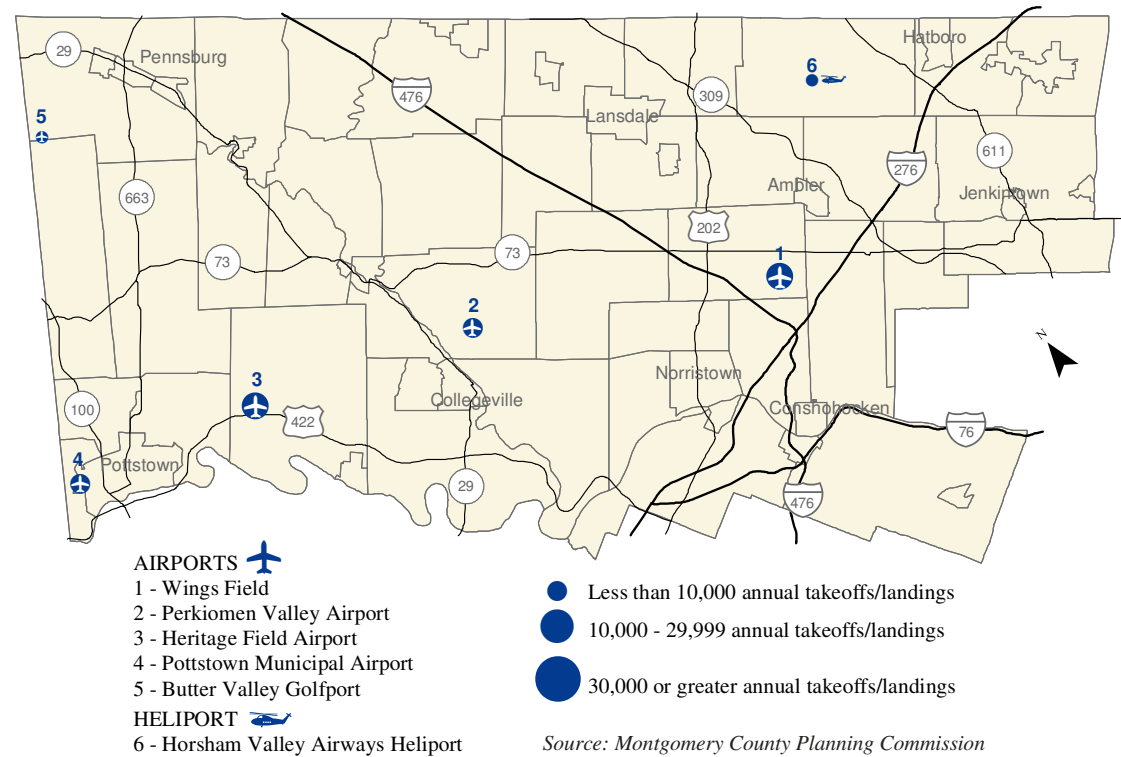 Hatboro
29
Pennsburg
6
476
309
5
Lansdale
611
276
Ambler
Jenkintown
663
202
73
73
1
2
N
3
Norristown
100
422
Collegeville
Conshohocken
76
4
Pottstown
29
476
AIRPORTS
1 - Wings Field
2 - Perkiomen Valley Airport
3 - Heritage Field Airport
4 - Pottstown Municipal Airport
5 - Butter Valley Golfport
HELIPORT
6 - Horsham Valley Airways Heliport
Less than 10,000 annual takeoffs/landings
10,000 - 29,999 annual takeoffs/landings
30,000 or greater annual takeoffs/landings
Source: Montgomery County Planning Commission